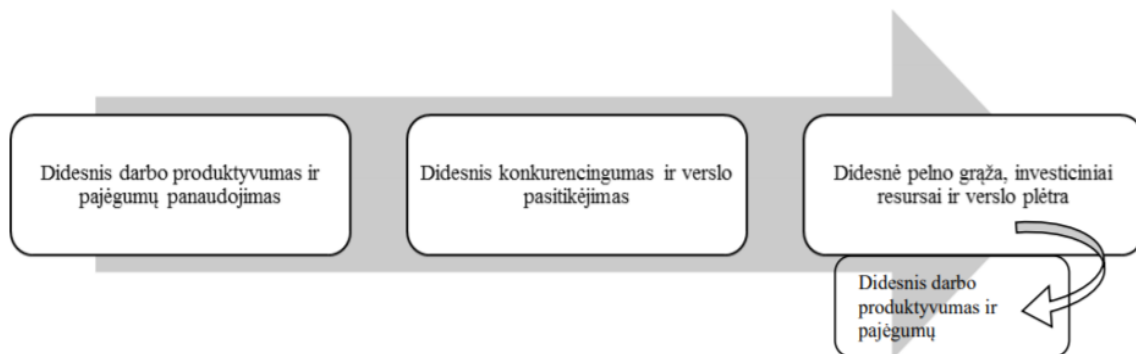 Didesnis darbo produktyvumas ir
pajėgumų panaudojimas
Didesnis konkurencingumas ir verslo
pasitikėjimas
Didesnė pelno grąža, investiciniai
resursai ir verslo plėtra
Didesnis darbo
produktyvumas ir
pajėgumų